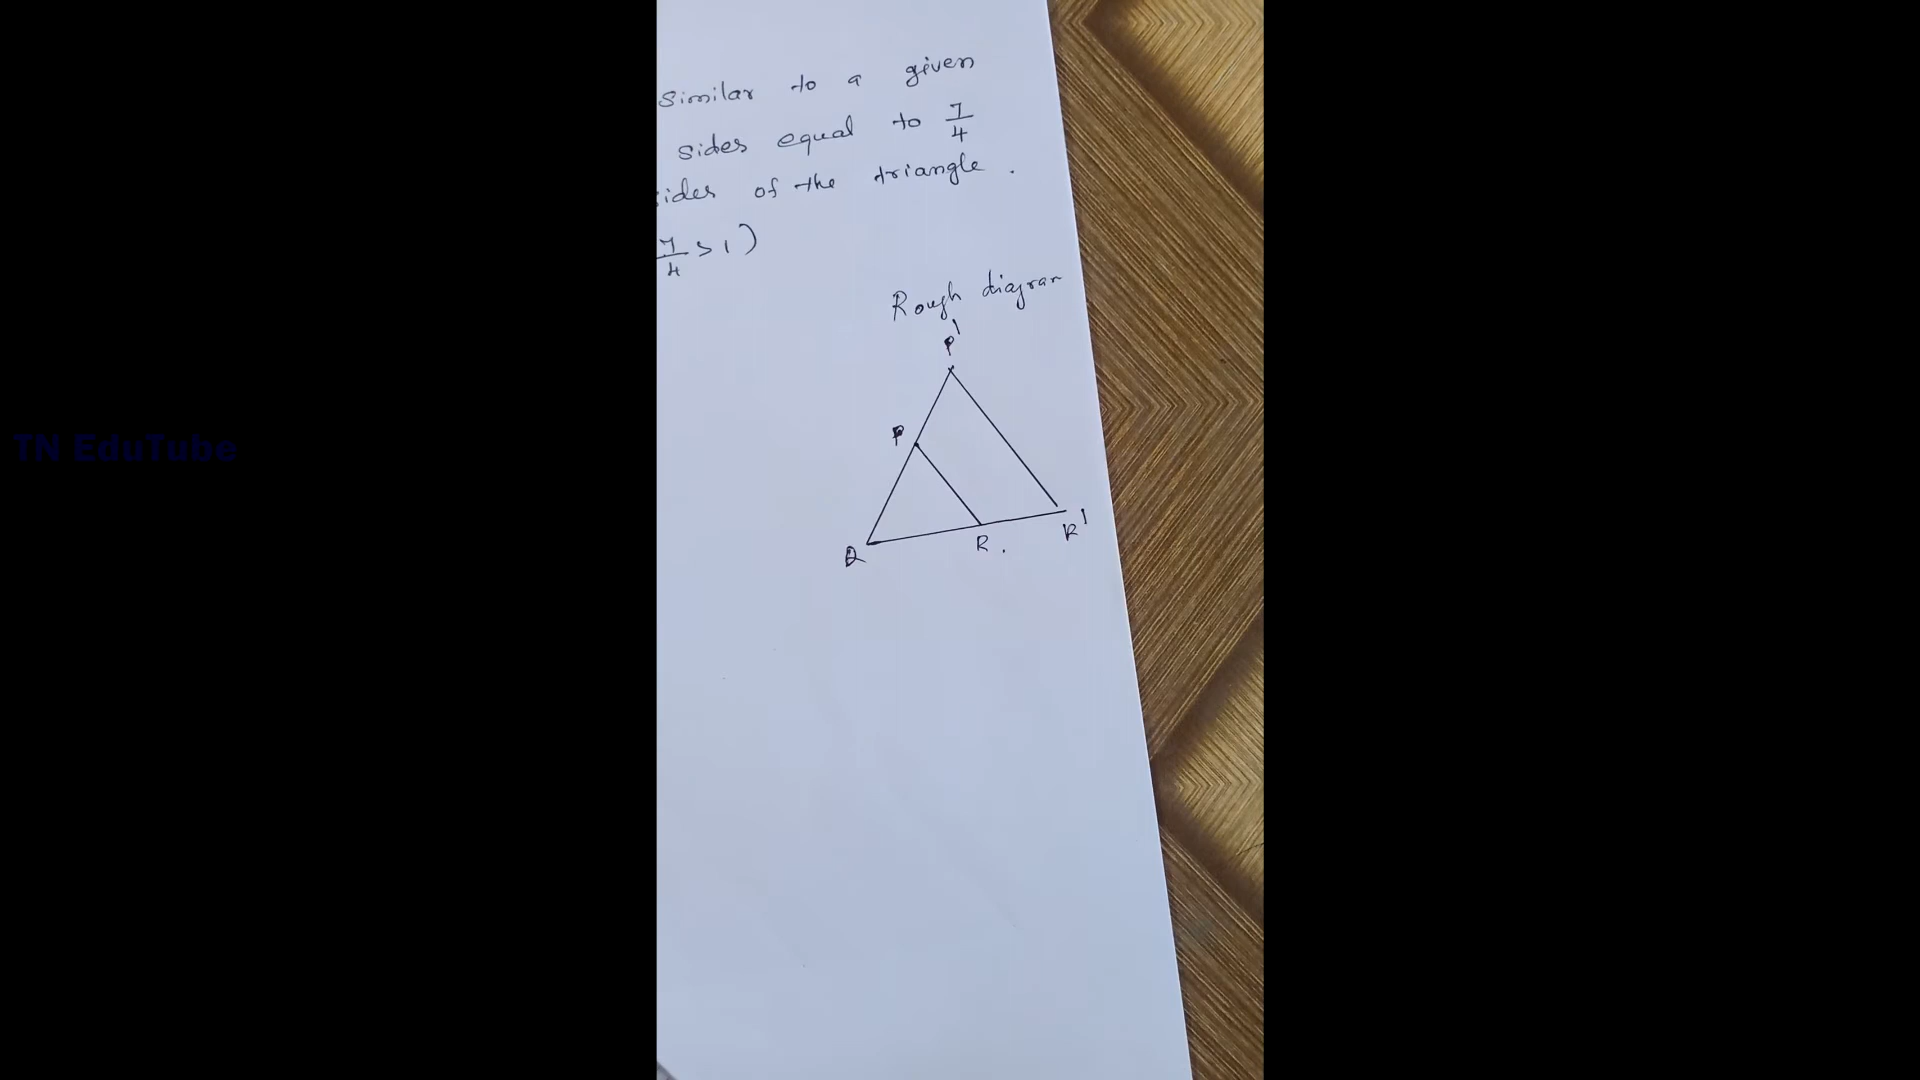 similar to a given
sides equal to 7/4
sides of the triangle.
7/4 > 1)
Rough diagram
P'
P
Q
R.
R'
TN EduTube